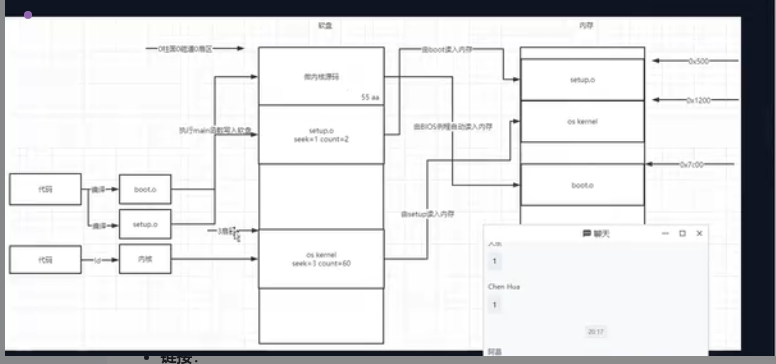 软盘
内存
0柱面0磁道0扇区
由boot读入内存
0x500
微内核源码
setup.o
55 aa
0x1200
执行main函数写入软盘
setup.o
seek=1 count=2
由BIOS例程自动读入内存
os kernel
0x7c00
代码
编译
boot.o
boot.o
编译
setup.o
由setup读入内存
3扇区
代码
ld
内核
os kernel
seek=3 count=60
聊天
1
Chen Hua
1
20:17
链接: